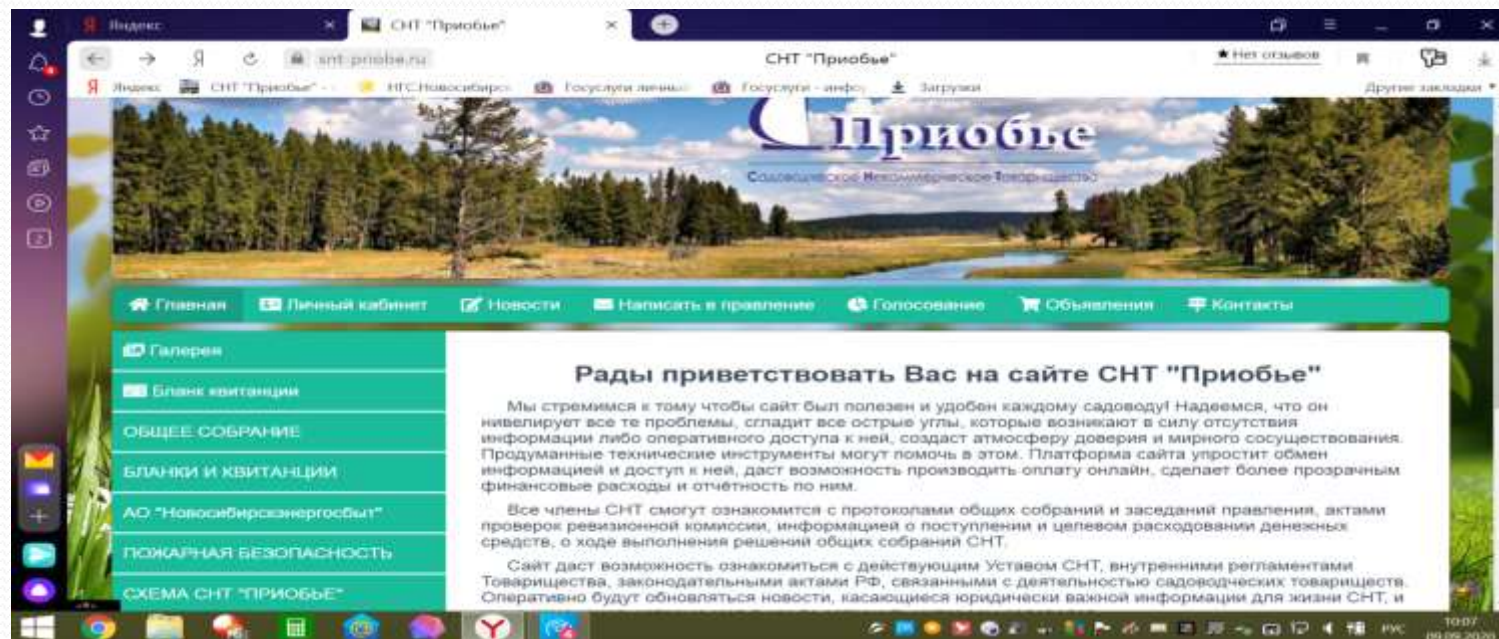 Яндекс
СНТ "Приобье"
snt-priobe.ru
СНТ "Приобье"
Нет отзывов
Яндекс
СНТ "Приобье" -
НГС.Новосибирск
Госуслуги личный
Госуслуги - инфо
Загрузки
Другие закладки
Приобье
Садоводческое Некоммерческое Товарищество
Главная
Личный кабинет
Новости
Написать в правление
Голосование
Объявления
Контакты
Галерея
Бланк квитанции
ОБЩЕЕ СОБРАНИЕ
БЛАНКИ И КВИТАНЦИИ
АО "Новосибирскэнергосбыт"
ПОЖАРНАЯ БЕЗОПАСНОСТЬ
СХЕМА СНТ "ПРИОБЬЕ"
Рады приветствовать Вас на сайте СНТ "Приобье"
Мы стремимся к тому чтобы сайт был полезен и удобен каждому садоводу! Надеемся, что он
нивелирует все те проблемы, сгладит все острые углы, которые возникают в силу отсутствия
информации либо оперативного доступа к ней, создаст атмосферу доверия и мирного сосуществования.
Продуманные технические инструменты могут помочь в этом. Платформа сайта упростит обмен
информацией и доступ к ней, даст возможность производить оплату онлайн, сделает более прозрачным
финансовые расходы и отчётность по ним.
Все члены СНТ смогут ознакомится с протоколами общих собраний и заседаний правления, актами
проверок ревизионной комиссии, информацией о поступлении и целевом расходовании денежных
средств, о ходе выполнения решений общих собраний СНТ.
Сайт даст возможность ознакомиться с действующим Уставом СНТ, внутренними регламентами
Товарищества, законодательными актами РФ, связанными с деятельностью садоводческих товариществ.
Оперативно будут обновляться новости, касающиеся юридически важной информации для жизни СНТ, и
РУС
10:07
09.09.2020